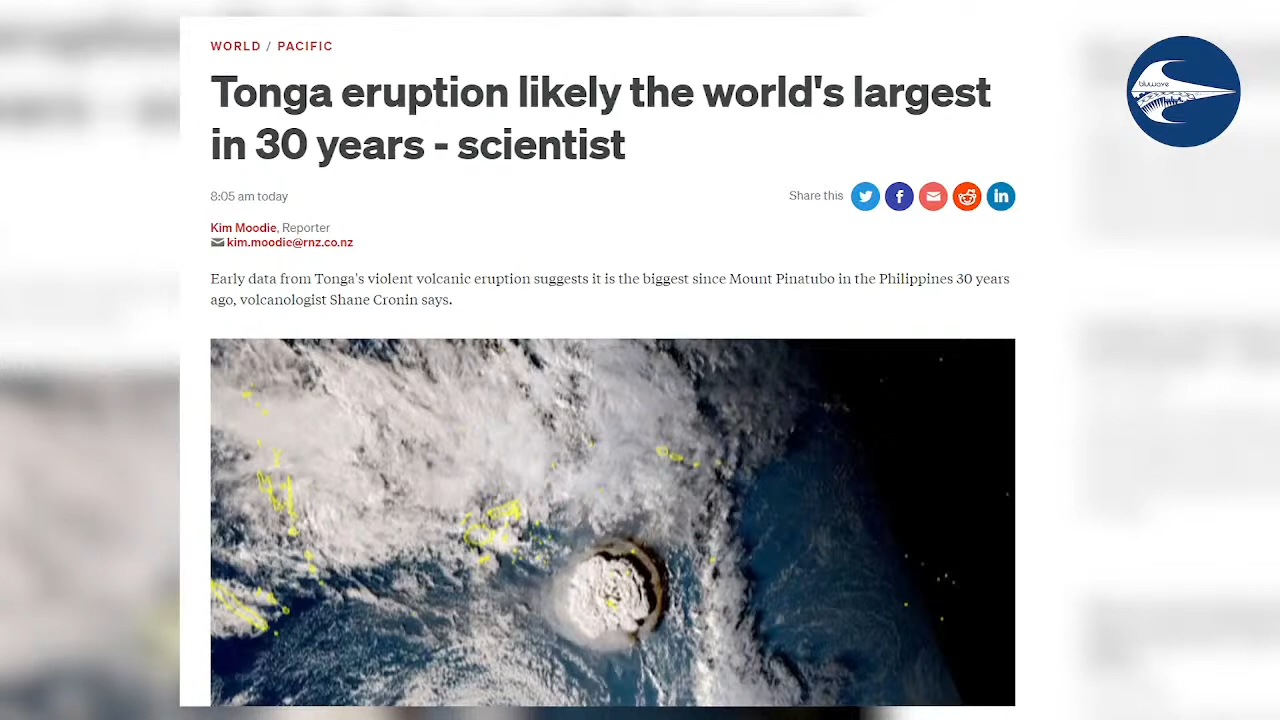 WORLD / PACIFIC
bluwave
Tonga eruption likely the world's largest
in 30 years - scientist
8:05 am today
Share this
Kim Moodie, Reporter
kim.moodie@rnz.co.nz
Early data from Tonga's violent volcanic eruption suggests it is the biggest since Mount Pinatubo in the Philippines 30 years
ago, volcanologist Shane Cronin says.